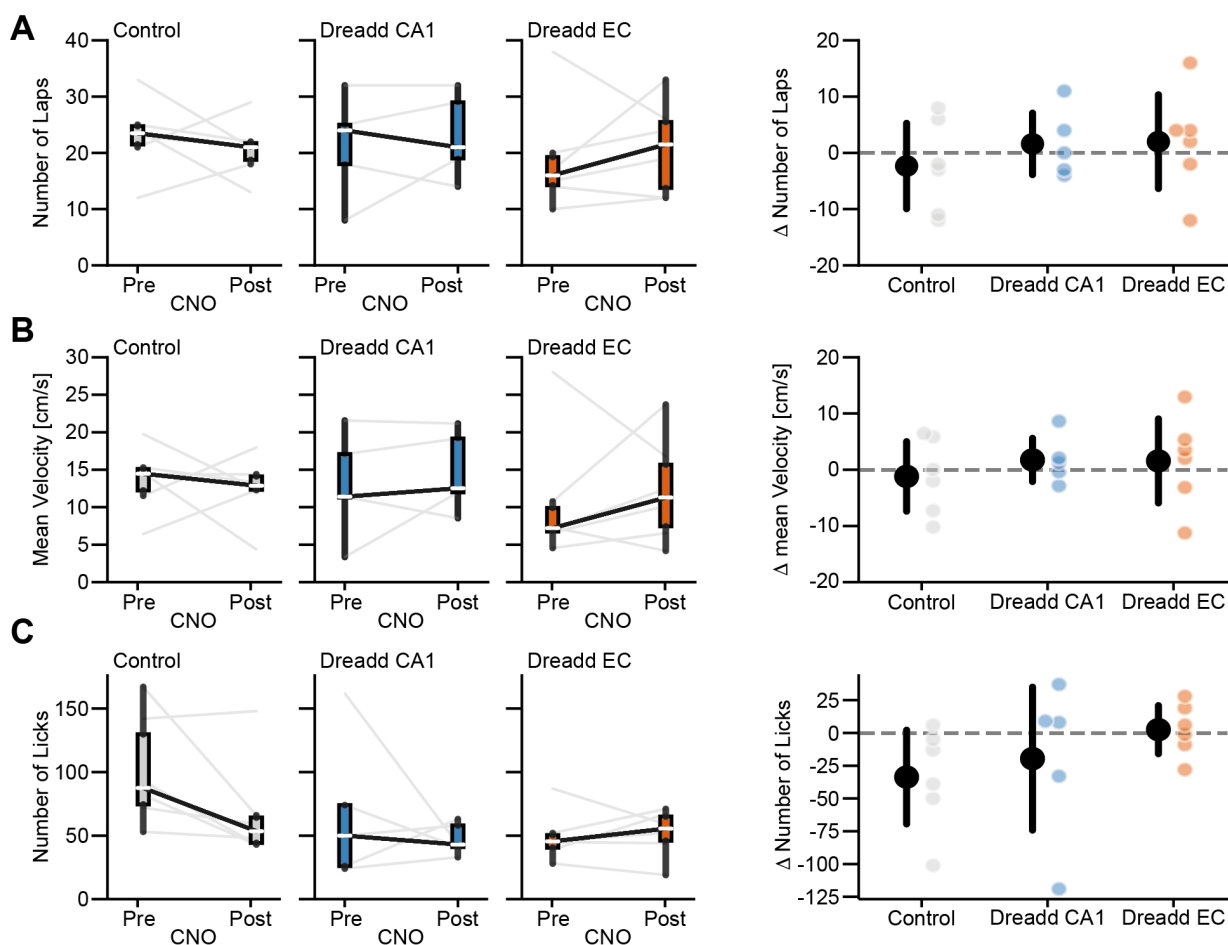 A
Control
Dreadd CA1
Dreadd EC
Number of Laps
40
30
20
10
0
Pre
Post
CNO
Pre
Post
CNO
Pre
Post
CNO
Δ Number of Laps
20
10
0
-10
-20
Control
Dreadd CA1
Dreadd EC
B
Control
Dreadd CA1
Dreadd EC
Mean Velocity [cm/s]
30
25
20
15
10
5
0
Pre
Post
CNO
Pre
Post
CNO
Pre
Post
CNO
Δ mean Velocity [cm/s]
20
10
0
-10
-20
Control
Dreadd CA1
Dreadd EC
C
Control
Dreadd CA1
Dreadd EC
Number of Licks
150
100
50
0
Pre
Post
CNO
Pre
Post
CNO
Pre
Post
CNO
Δ Number of Licks
25
0
-25
-50
-75
-100
-125
Control
Dreadd CA1
Dreadd EC